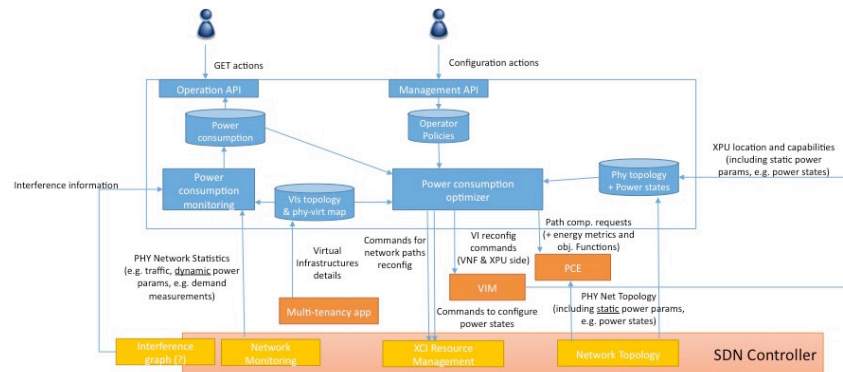 GET actions
Configuration actions
Operation API
Management API
Power
consumption
Operator
Policies
XPU location and capabilities
(including static power
params, e.g. power states)
Interference information
Power
consumption
monitoring
VIs topology
& phy-virt map
Power consumption
optimizer
Phy topology
+ Power states
PHY Network Statistics
(e.g. traffic, dynamic power
params, e.g. demand
measurements)
Virtual
Infrastructures
details
Commands for
network paths
reconfig
VI reconfig
commands
(VNF & XPU side)
Path comp. requests
(+ energy metrics and
obj. Functions)
PCE
VIM
Multi-tenancy app
Commands to configure
power states
PHY Net Topology
(including static power params,
e.g. power states)
Interference
graph (?)
Network
Monitoring
XCI Resource
Management
Network Topology
SDN Controller